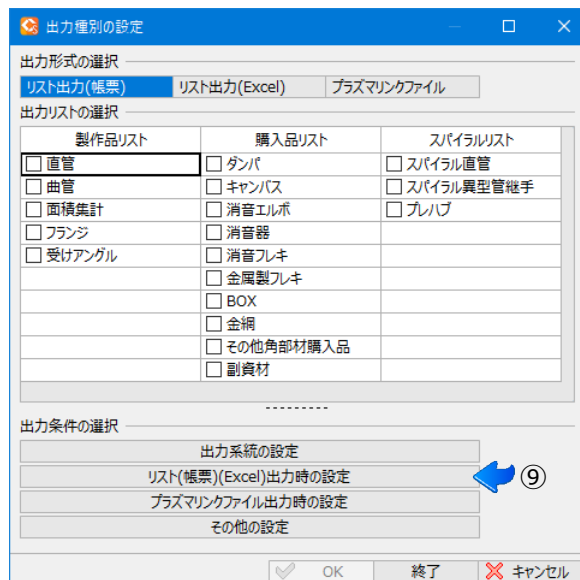 出力種別の設定
出力形式の選択
リスト出力(帳票) リスト出力(Excel) プラズマリンクファイル
出力リストの選択
製作品リスト 購入品リスト スパイラルリスト
直管 ダンパ スパイラル直管
曲管 キャンバス スパイラル異型管継手
面積集計 消音エルボ プレハブ
フランジ 消音器
受けアングル 消音フレキ
金属製フレキ
BOX
金網
その他角部材購入品
副資材
出力条件の選択
出力系統の設定
リスト(帳票)(Excel)出力時の設定 ⑨
プラズマリンクファイル出力時の設定
その他の設定
OK 終了 キャンセル